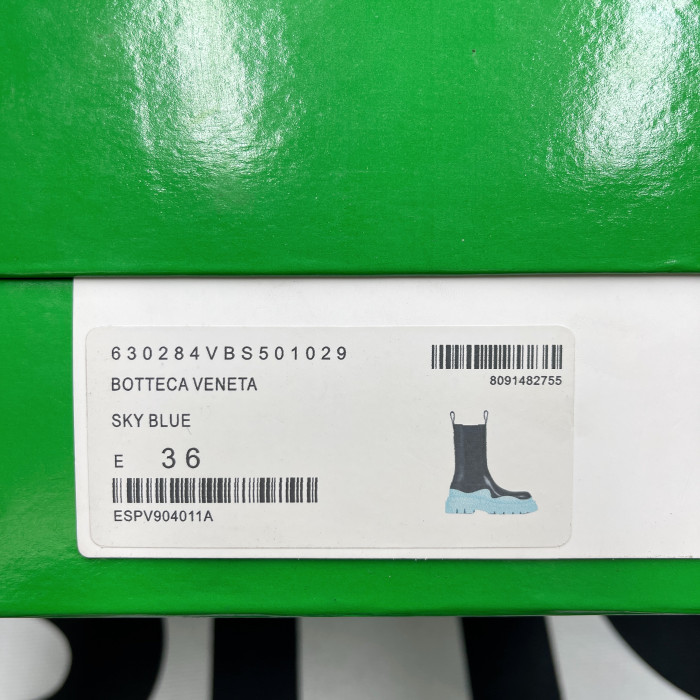 630284VBS501029
BOTTECA VENETA
8091482755
SKY BLUE
E 36
ESPV904011A